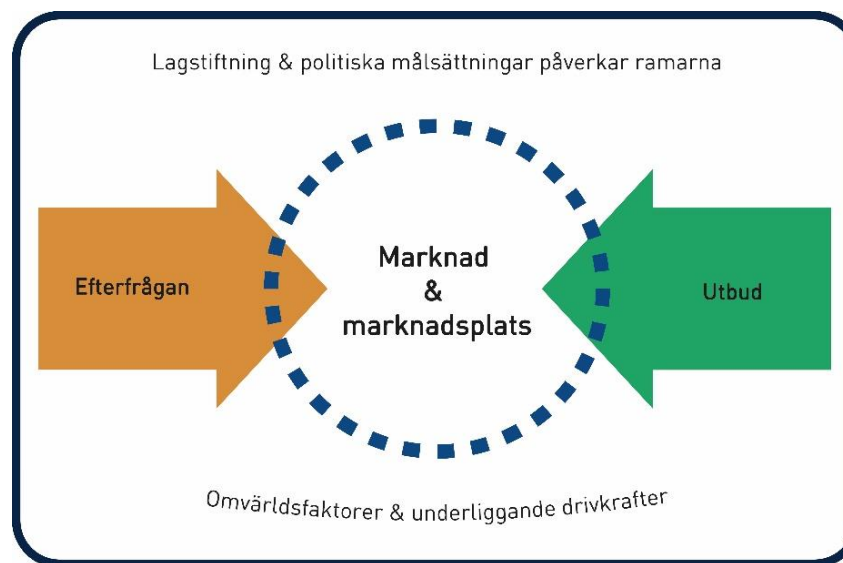 Lagstiftning & politiska målsättningar påverkar ramarna
Efterfrågan
Marknad
&
marknadsplats
Utbud
Omvärldsfaktorer & underliggande drivkrafter